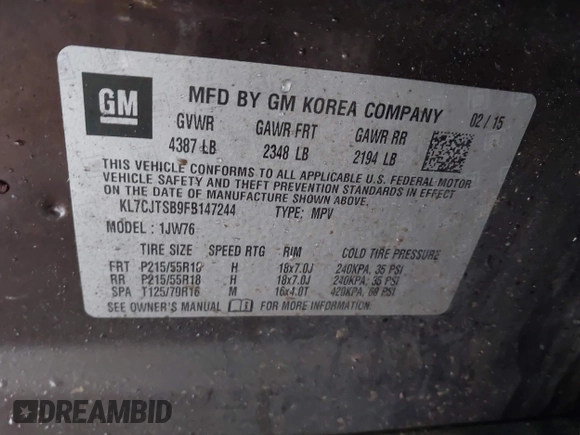 GM
MFD BY GM KOREA COMPANY 02 / 15
GVWR GAWR FRT GAWR RR
4387 LB 2348 LB 2194 LB
THIS VEHICLE CONFORMS TO ALL APPLICABLE U.S. FEDERAL MOTOR
VEHICLE SAFETY AND THEFT PREVENTION STANDARDS IN EFFECT
ON THE DATE OF MANUFACTURE SHOWN ABOVE.
KL7CJTSB9FB147244 TYPE: MPV
MODEL : 1JW76
TIRE SIZE SPEED RTG RIM COLD TIRE PRESSURE
FRT P215/55R18 H 18x7.0J 240KPA, 35 PSI
RR P215/55R18 H 18x7.0J 240KPA, 35 PSI
SPA T125/70R16 M 16x4.0T 420KPA, 60 PSI
SEE OWNER'S MANUAL FOR MORE INFORMATION.
DREAMBID